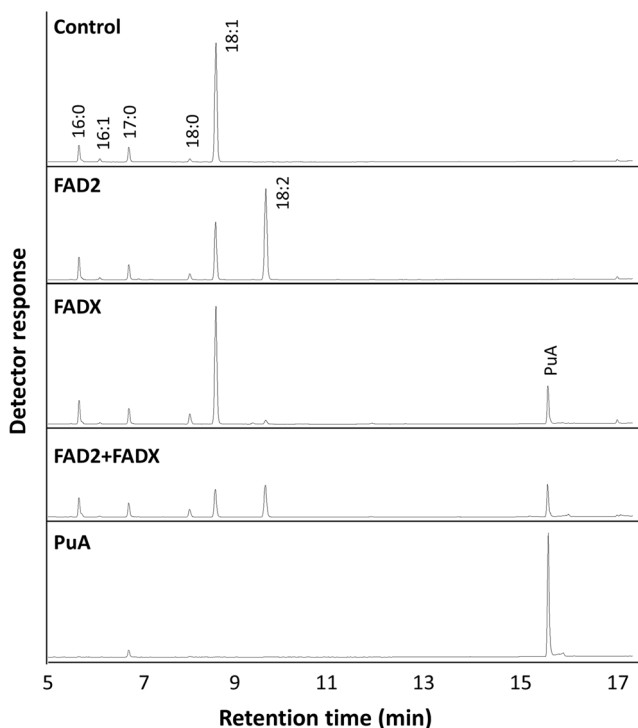 Control
18:1
16:0
16:1
17:0
18:0
FAD2
18:2
FADX
PuA
FAD2+FADX
PuA
Detector response
5 7 9 11 13 15 17
Retention time (min)